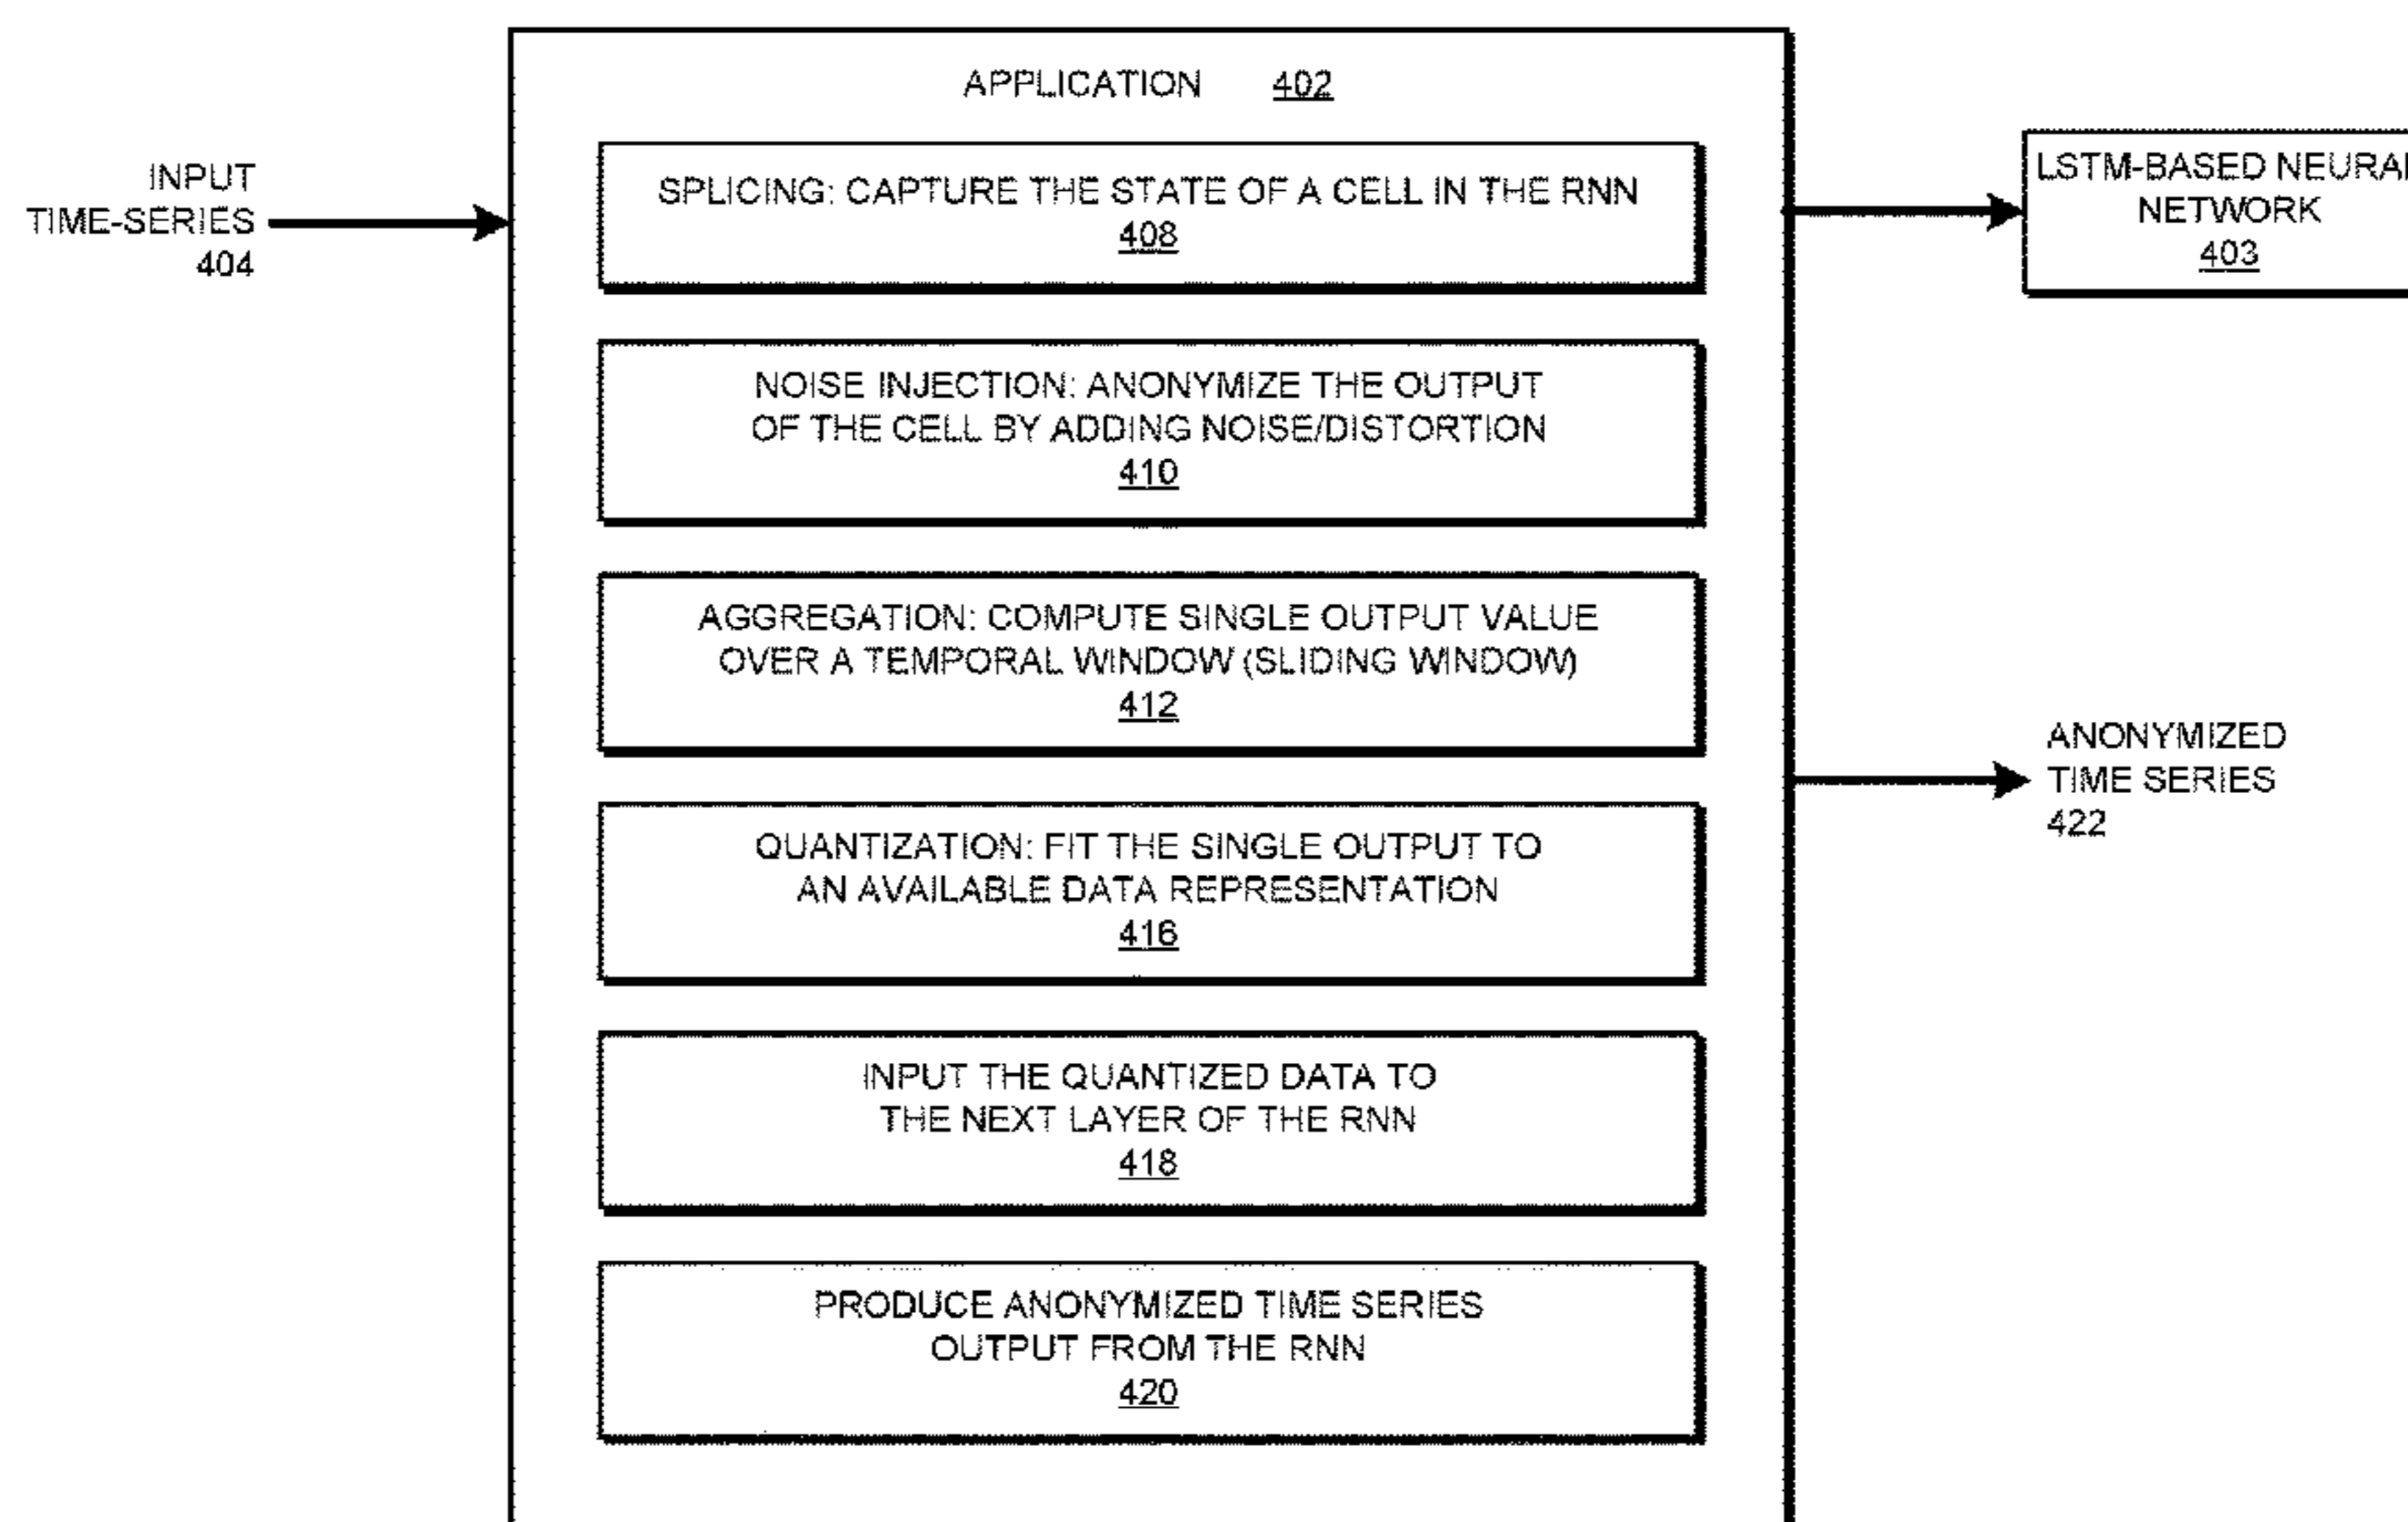 APPLICATION 402
INPUT
TIME-SERIES
404
SPLICING: CAPTURE THE STATE OF A CELL IN THE RNN
408
LSTM-BASED NEURAL
NETWORK
403
NOISE INJECTION: ANONYMIZE THE OUTPUT
OF THE CELL BY ADDING NOISE/DISTORTION
410
AGGREGATION: COMPUTE SINGLE OUTPUT VALUE
OVER A TEMPORAL WINDOW (SLIDING WINDOW)
412
ANONYMIZED
TIME SERIES
422
QUANTIZATION: FIT THE SINGLE OUTPUT TO
AN AVAILABLE DATA REPRESENTATION
416
INPUT THE QUANTIZED DATA TO
THE NEXT LAYER OF THE RNN
418
PRODUCE ANONYMIZED TIME SERIES
OUTPUT FROM THE RNN
420